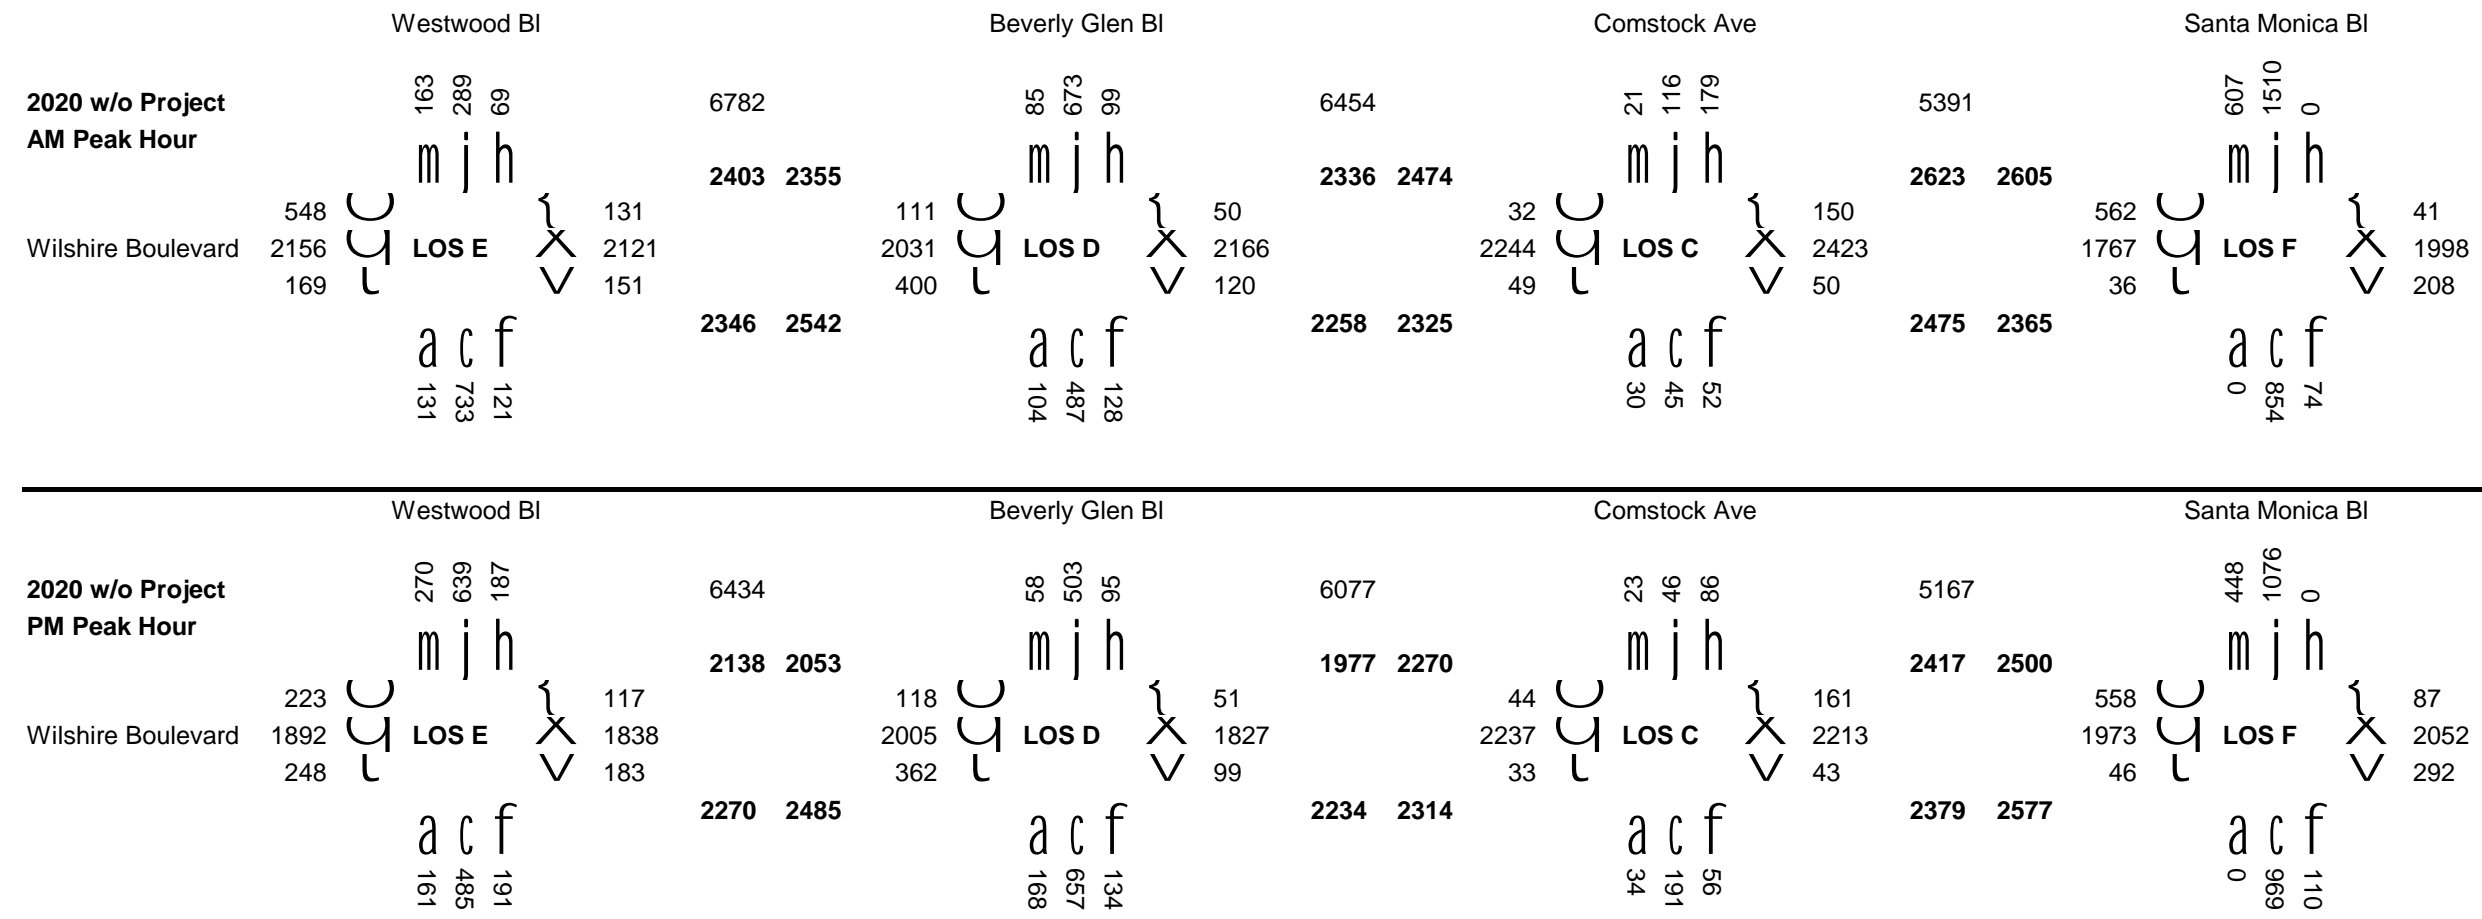 Westwood Bl Beverly Glen Bl Comstock Ave Santa Monica Bl
163 289 69 85 673 99 21 116 179 607 1510 0
2020 w/o Project 6782 6454 5391
AM Peak Hour
m j h m j h m j h m j h
2403 2355 2336 2474 2623 2605
548 131 111 50 32 150 562 41
Wilshire Boulevard 2156 LOS E 2121 2031 LOS D 2166 2244 LOS C 2423 1767 LOS F 1998
169 151 400 120 49 50 36 208
2346 2542 2258 2325 2475 2365
a c f a c f a c f a c f
131 733 121 104 487 128 30 45 52 0 854 74
Westwood Bl Beverly Glen Bl Comstock Ave Santa Monica Bl
270 639 187 58 503 95 23 46 86 448 1076 0
2020 w/o Project 6434 6077 5167
PM Peak Hour
m j h m j h m j h m j h
2138 2053 1977 2270 2417 2500
223 117 118 51 44 161 558 87
Wilshire Boulevard 1892 LOS E 1838 2005 LOS D 1827 2237 LOS C 2213 1973 LOS F 2052
248 183 362 99 33 43 46 292
2270 2485 2234 2314 2379 2577
a c f a c f a c f a c f
161 485 191 168 657 134 34 191 56 0 969 110